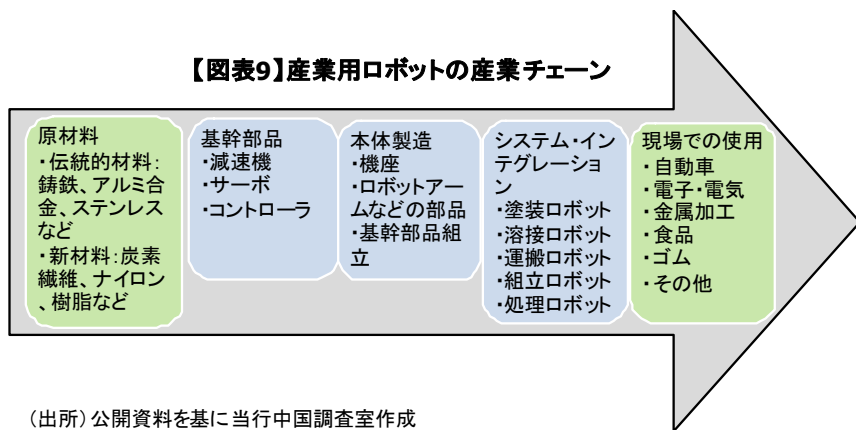 【図表9】産業用ロボットの産業チェーン
原材料
・伝統的材料：
鋳鉄、アルミ合
金、ステンレス
など
・新材料：炭素
繊維、ナイロン
、樹脂など
基幹部品
・減速機
・サーボ
・コントローラ
本体製造
・機座
・ロボットアー
ムなどの部品
・基幹部品組
立
システム・イン
テグレーショ
ン
・塗装ロボット
・溶接ロボット
・運搬ロボット
・組立ロボット
・処理ロボット
現場での使用
・自動車
・電子・電気
・金属加工
・食品
・ゴム
・その他
（出所）公開資料を基に当行中国調査室作成